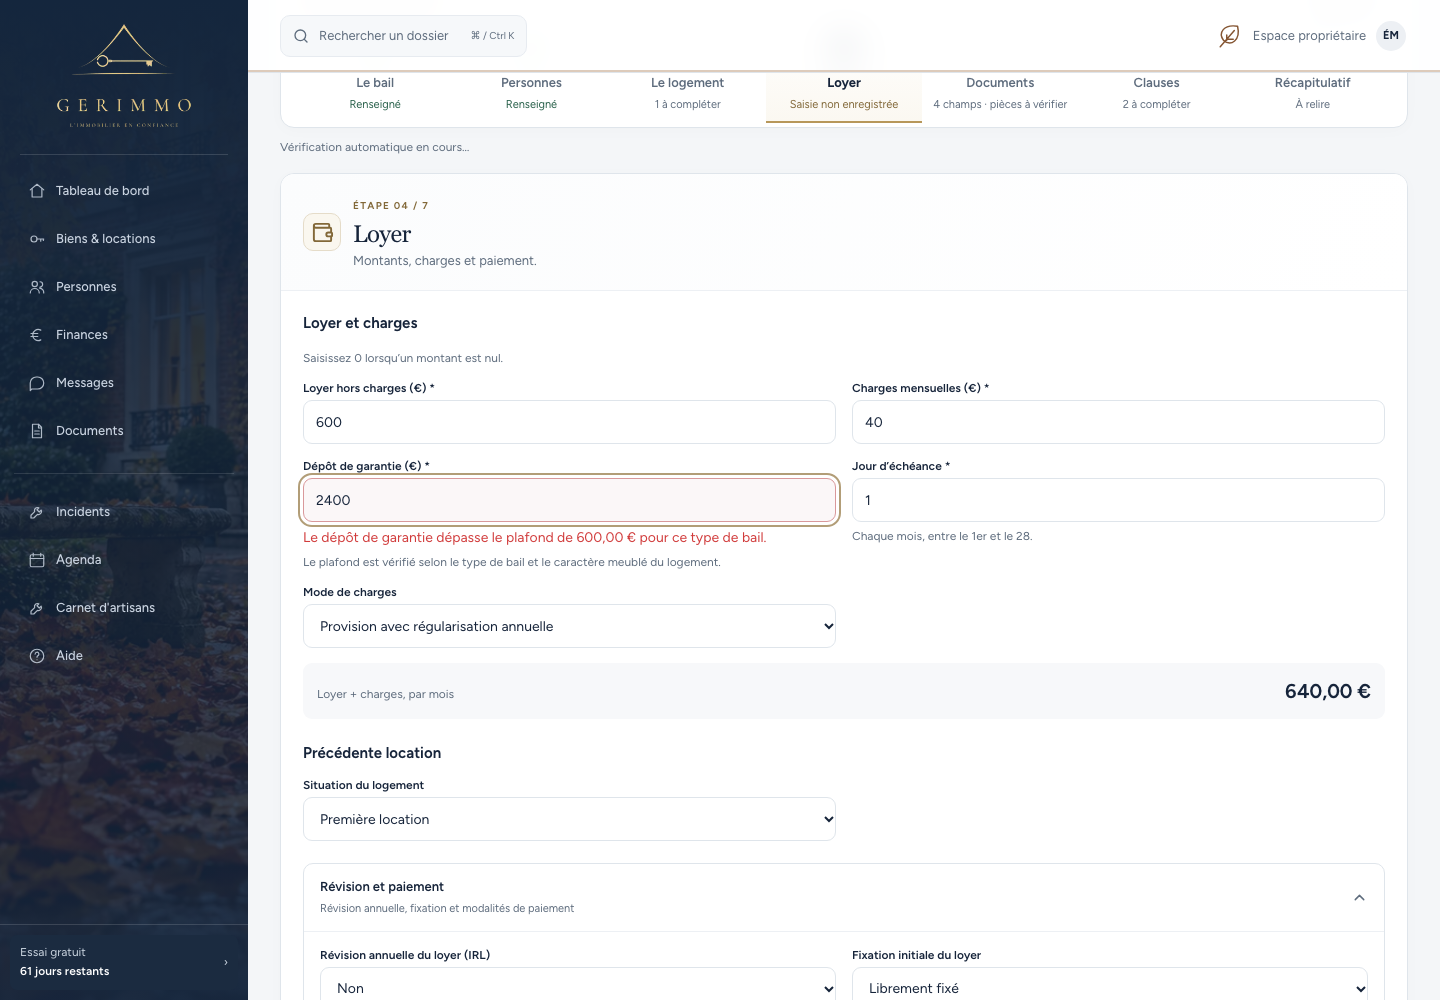 GERIMMO
L'IMMOBILIER EN CONFIANCE
Tableau de bord
Biens & locations
Personnes
Finances
Messages
Documents
Incidents
Agenda
Carnet d'artisans
Aide
Essai gratuit
61 jours restants
›
Rechercher un dossier ⌘ / Ctrl K
Espace propriétaire ÉM
Le bail
Renseigné
Personnes
Renseigné
Le logement
1 à compléter
Loyer
Saisie non enregistrée
Documents
4 champs · pièces à vérifier
Clauses
2 à compléter
Récapitulatif
À relire
Vérification automatique en cours…
ÉTAPE 04 / 7
Loyer
Montants, charges et paiement.
Loyer et charges
Saisissez 0 lorsqu'un montant est nul.
Loyer hors charges (€) *
600
Charges mensuelles (€) *
40
Dépôt de garantie (€) *
2400
Le dépôt de garantie dépasse le plafond de 600,00 € pour ce type de bail.
Le plafond est vérifié selon le type de bail et le caractère meublé du logement.
Jour d'échéance *
1
Chaque mois, entre le 1er et le 28.
Mode de charges
Provision avec régularisation annuelle
Loyer + charges, par mois 640,00 €
Précédente location
Situation du logement
Première location
Révision et paiement
Révision annuelle, fixation et modalités de paiement
Révision annuelle du loyer (IRL)
Non
Fixation initiale du loyer
Librement fixé